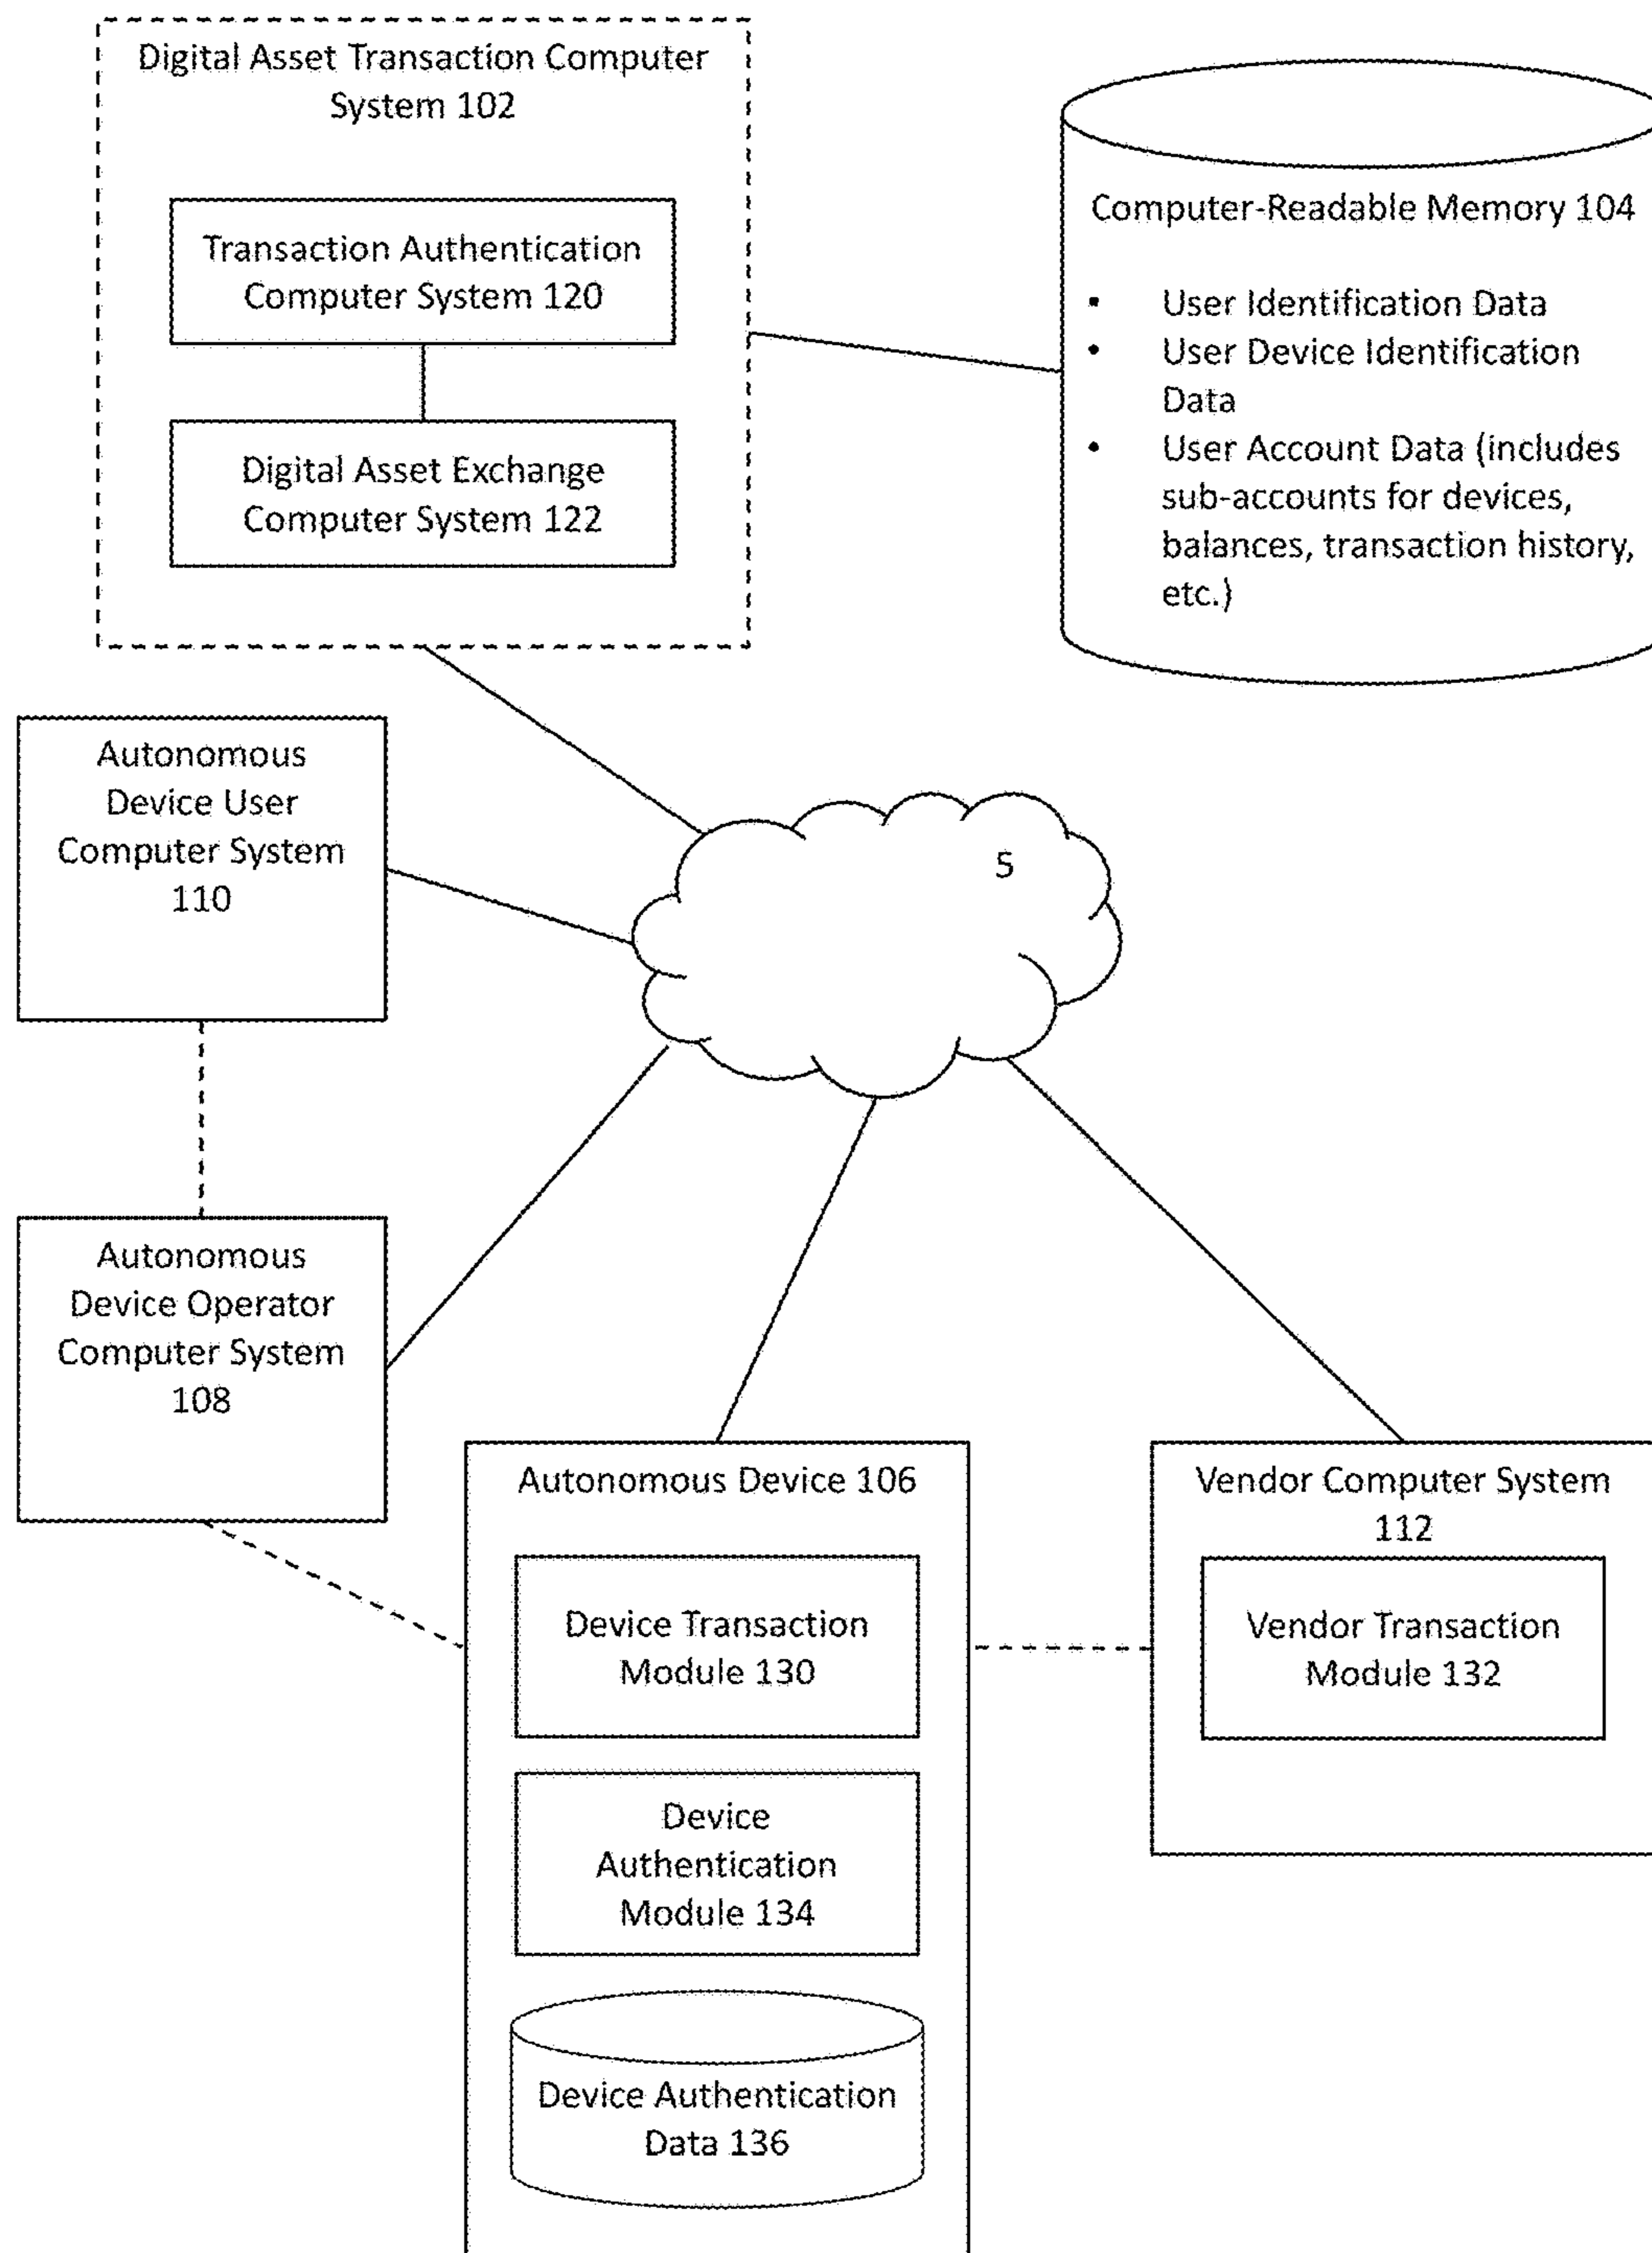 Digital Asset Transaction Computer
System 102
Transaction Authentication
Computer System 120
Digital Asset Exchange
Computer System 122
Computer-Readable Memory 104
▪ User Identification Data
• User Device Identification
Data
• User Account Data (includes
sub-accounts for devices,
balances, transaction history,
etc.)
Autonomous
Device User
Computer System
110
5
Autonomous
Device Operator
Computer System
108
Autonomous Device 106
Device Transaction
Module 130
Device
Authentication
Module 134
Device Authentication
Data 136
Vendor Computer System
112
Vendor Transaction
Module 132